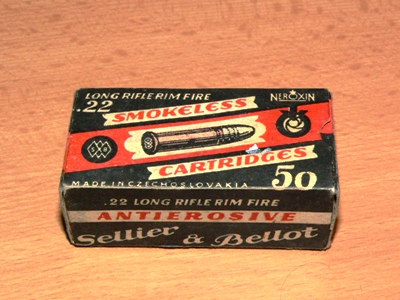 LONG RIFLE RIM FIRE
NEROXIN
.22
SMOKELESS
CARTRIDGES
MADE IN CZECHOSLOVAKIA
50
.22 LONG RIFLE RIM FIRE
ANTIEROSIVE
Sellier & Bellot